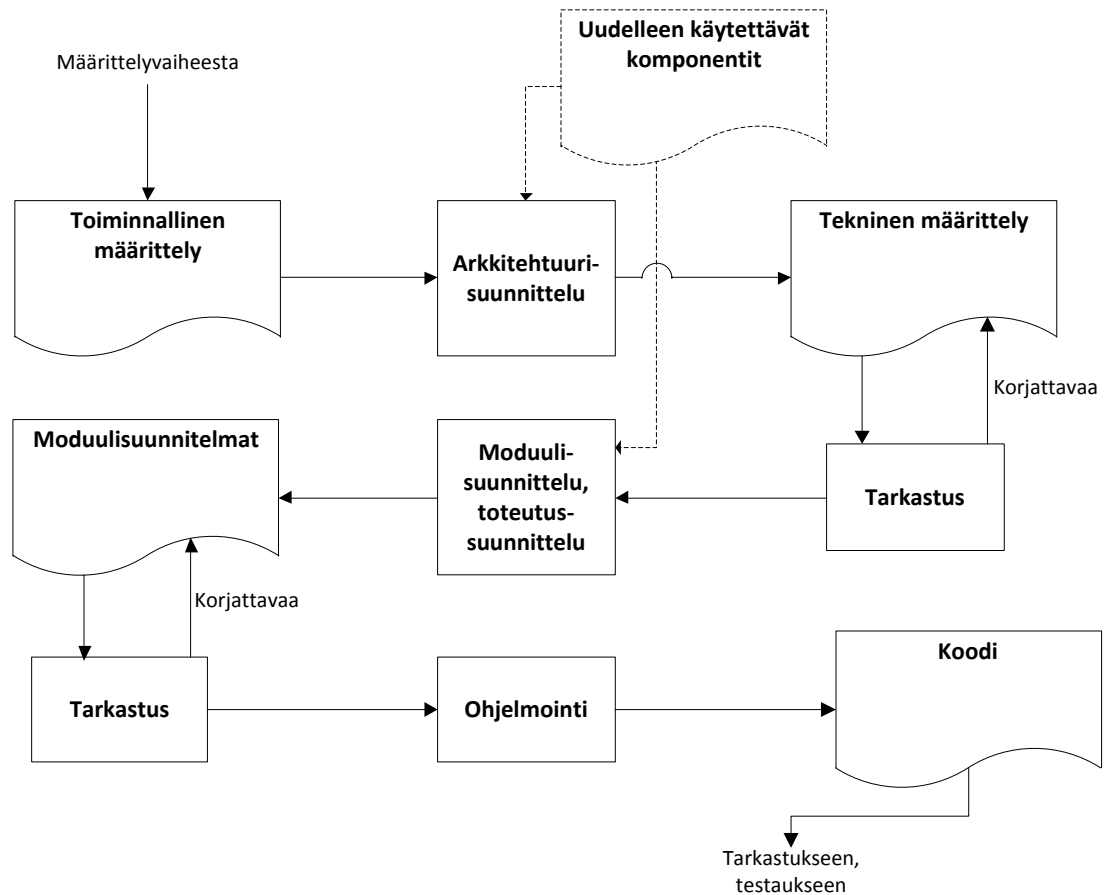 Uudelleen käytettävät
komponentit
Määrittelyvaiheesta
Toiminnallinen
määrittely
Arkkitehtuuri-
suunnittelu
Tekninen määrittely
Korjattavaa
Moduulisuunnitelmat
Moduuli-
suunnittelu,
toteutus-
suunnittelu
Tarkastus
Korjattavaa
Tarkastus
Ohjelmointi
Koodi
Tarkastukseen,
testaukseen